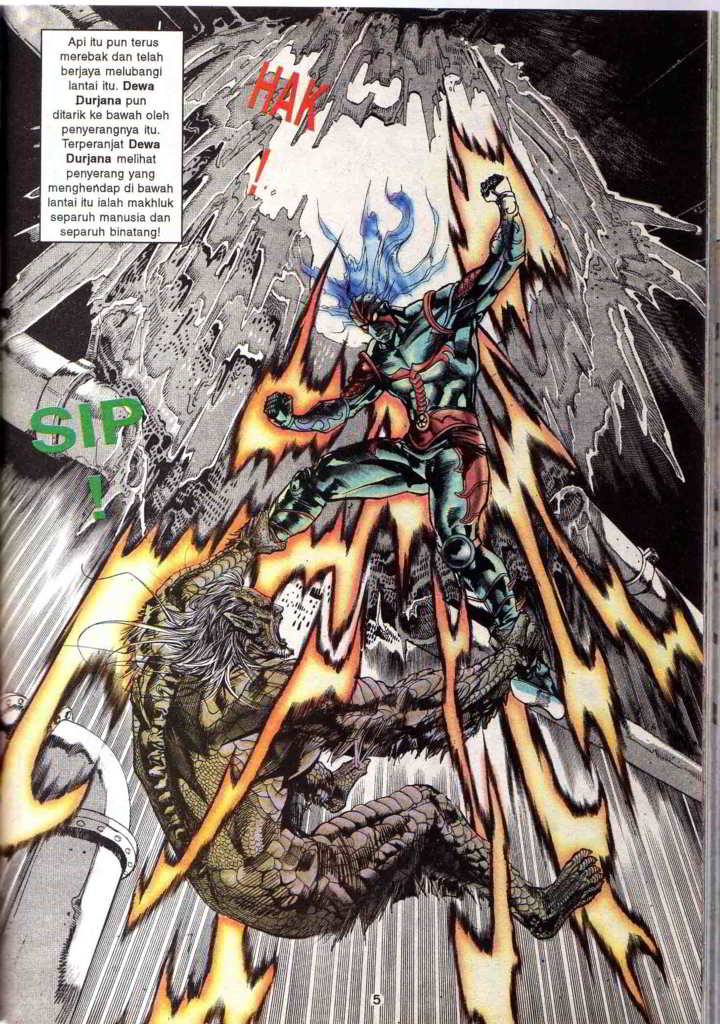 Api itu pun terus
merebak dan telah
berjaya melubangi
lantai itu. Dewa
Durjana pun
ditarik ke bawah oleh
penyerangnya itu.
Terperanjat Dewa
Durjana melihat
penyerang yang
menghendap di bawah
lantai itu ialah makhluk
separuh manusia dan
separuh binatang!
HAK
!
SIP
!
5